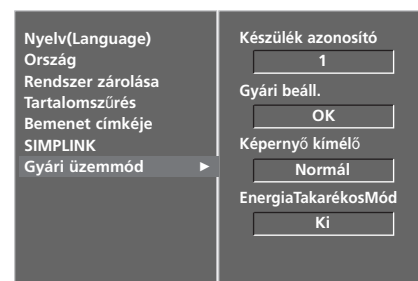 Nyelv(Language)
Ország
Rendszer zárolása
Tartalomszűrés
Bemenet címkéje
SIMPLINK
Gyári üzemmód ►
Készülék azonosító
1
Gyári beáll.
OK
Képernyő kímélő
Normál
EnergiaTakarékosMód
Ki